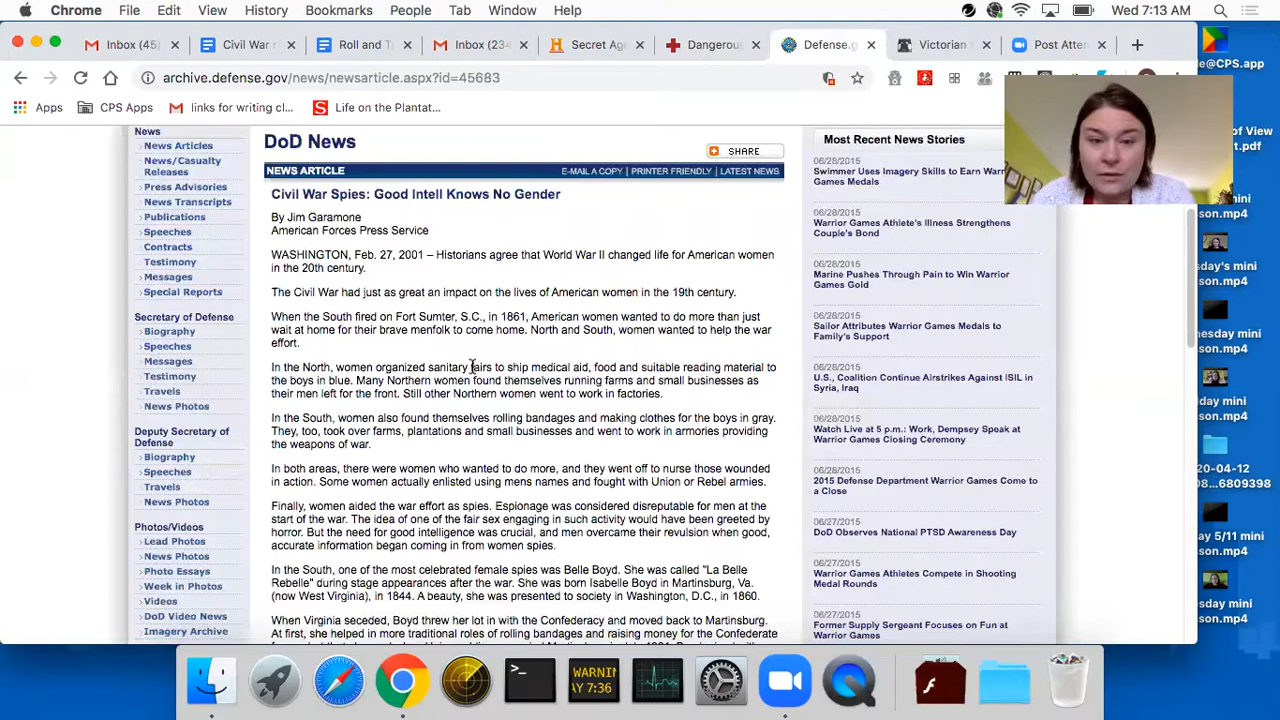 Chrome File Edit View History Bookmarks People Tab Window Help Wed 7:13 AM
Inbox (45 Civil War Roll and T Inbox (234 Secret Age Dangerous Defense.g Victorian Post Atten
archive.defense.gov/news/newsarticle.aspx?id=45683
Apps CPS Apps links for writing cl... Life on the Plantat...
News
News Articles
News/Casualty
Releases
Press Advisories
News Transcripts
Publications
Speeches
Contracts
Testimony
Messages
Special Reports
Secretary of Defense
Biography
Speeches
Messages
Testimony
Travels
News Photos
Deputy Secretary of
Defense
Biography
Speeches
Travels
News Photos
Photos/Videos
Lead Photos
News Photos
Photo Essays
Week in Photos
Videos
DoD Video News
Imagery Archive
DoD News
SHARE
NEWS ARTICLE E-MAIL A COPY | PRINTER FRIENDLY | LATEST NEWS
Civil War Spies: Good Intell Knows No Gender
By Jim Garamone
American Forces Press Service
WASHINGTON, Feb. 27, 2001 – Historians agree that World War II changed life for American women
in the 20th century.
The Civil War had just as great an impact on the lives of American women in the 19th century.
When the South fired on Fort Sumter, S.C., in 1861, American women wanted to do more than just
wait at home for their brave menfolk to come home. North and South, women wanted to help the war
effort.
In the North, women organized sanitary fairs to ship medical aid, food and suitable reading material to
the boys in blue. Many Northern women found themselves running farms and small businesses as
their men left for the front. Still other Northern women went to work in factories.
In the South, women also found themselves rolling bandages and making clothes for the boys in gray.
They, too, took over farms, plantations and small businesses and went to work in armories providing
the weapons of war.
In both areas, there were women who wanted to do more, and they went off to nurse those wounded
in action. Some women actually enlisted using mens names and fought with Union or Rebel armies.
Finally, women aided the war effort as spies. Espionage was considered disreputable for men at the
start of the war. The idea of one of the fair sex engaging in such activity would have been greeted by
horror. But the need for good intelligence was crucial, and men overcame their revulsion when good,
accurate information began coming in from women spies.
In the South, one of the most celebrated female spies was Belle Boyd. She was called "La Belle
Rebelle" during stage appearances after the war. She was born Isabelle Boyd in Martinsburg, Va.
(now West Virginia), in 1844. A beauty, she was presented to society in Washington, D.C., in 1860.
When Virginia seceded, Boyd threw her lot in with the Confederacy and moved back to Martinsburg.
At first, she helped in more traditional roles of rolling bandages and raising money for the Confederate
Most Recent News Stories
06/28/2015
Swimmer Uses Imagery Skills to Earn Warr
Games Medals
06/28/2015
Warrior Games Athlete's Illness Strengthens
Couple's Bond
06/28/2015
Marine Pushes Through Pain to Win Warrior
Games Gold
06/28/2015
Sailor Attributes Warrior Games Medals to
Family's Support
06/28/2015
U.S., Coalition Continue Airstrikes Against ISIL in
Syria, Iraq
06/28/2015
Watch Live at 5 p.m.: Work, Dempsey Speak at
Warrior Games Closing Ceremony
06/28/2015
2015 Defense Department Warrior Games Come to
a Close
06/27/2015
DoD Observes National PTSD Awareness Day
06/27/2015
Warrior Games Athletes Compete in Shooting
Medal Rounds
06/27/2015
Former Supply Sergeant Focuses on Fun at
Warrior Games
e@CPS.app
of View
t.pdf
mini
son.mp4
day's mini
son.mp4
nesday mini
son.mp4
day mini
son.mp4
20-04-12
08...6809398
ay 5/11 mini
son.mp4
sday mini
son.mp4
WARNIN
AY 7:36